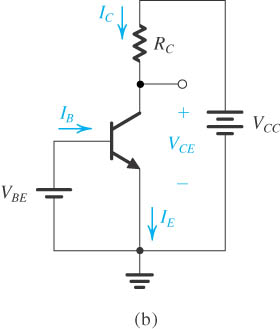 I_C
R_C
+
I_B
V_CE
V_CC
V_BE
−
I_E
(b)